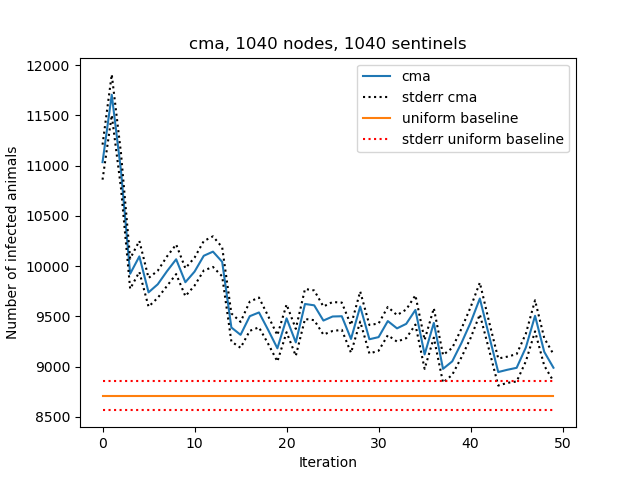 cma, 1040 nodes, 1040 sentinels
cma
stderr cma
uniform baseline
stderr uniform baseline
12000
11500
11000
10500
10000
9500
9000
8500
Number of infected animals
0 10 20 30 40 50
Iteration